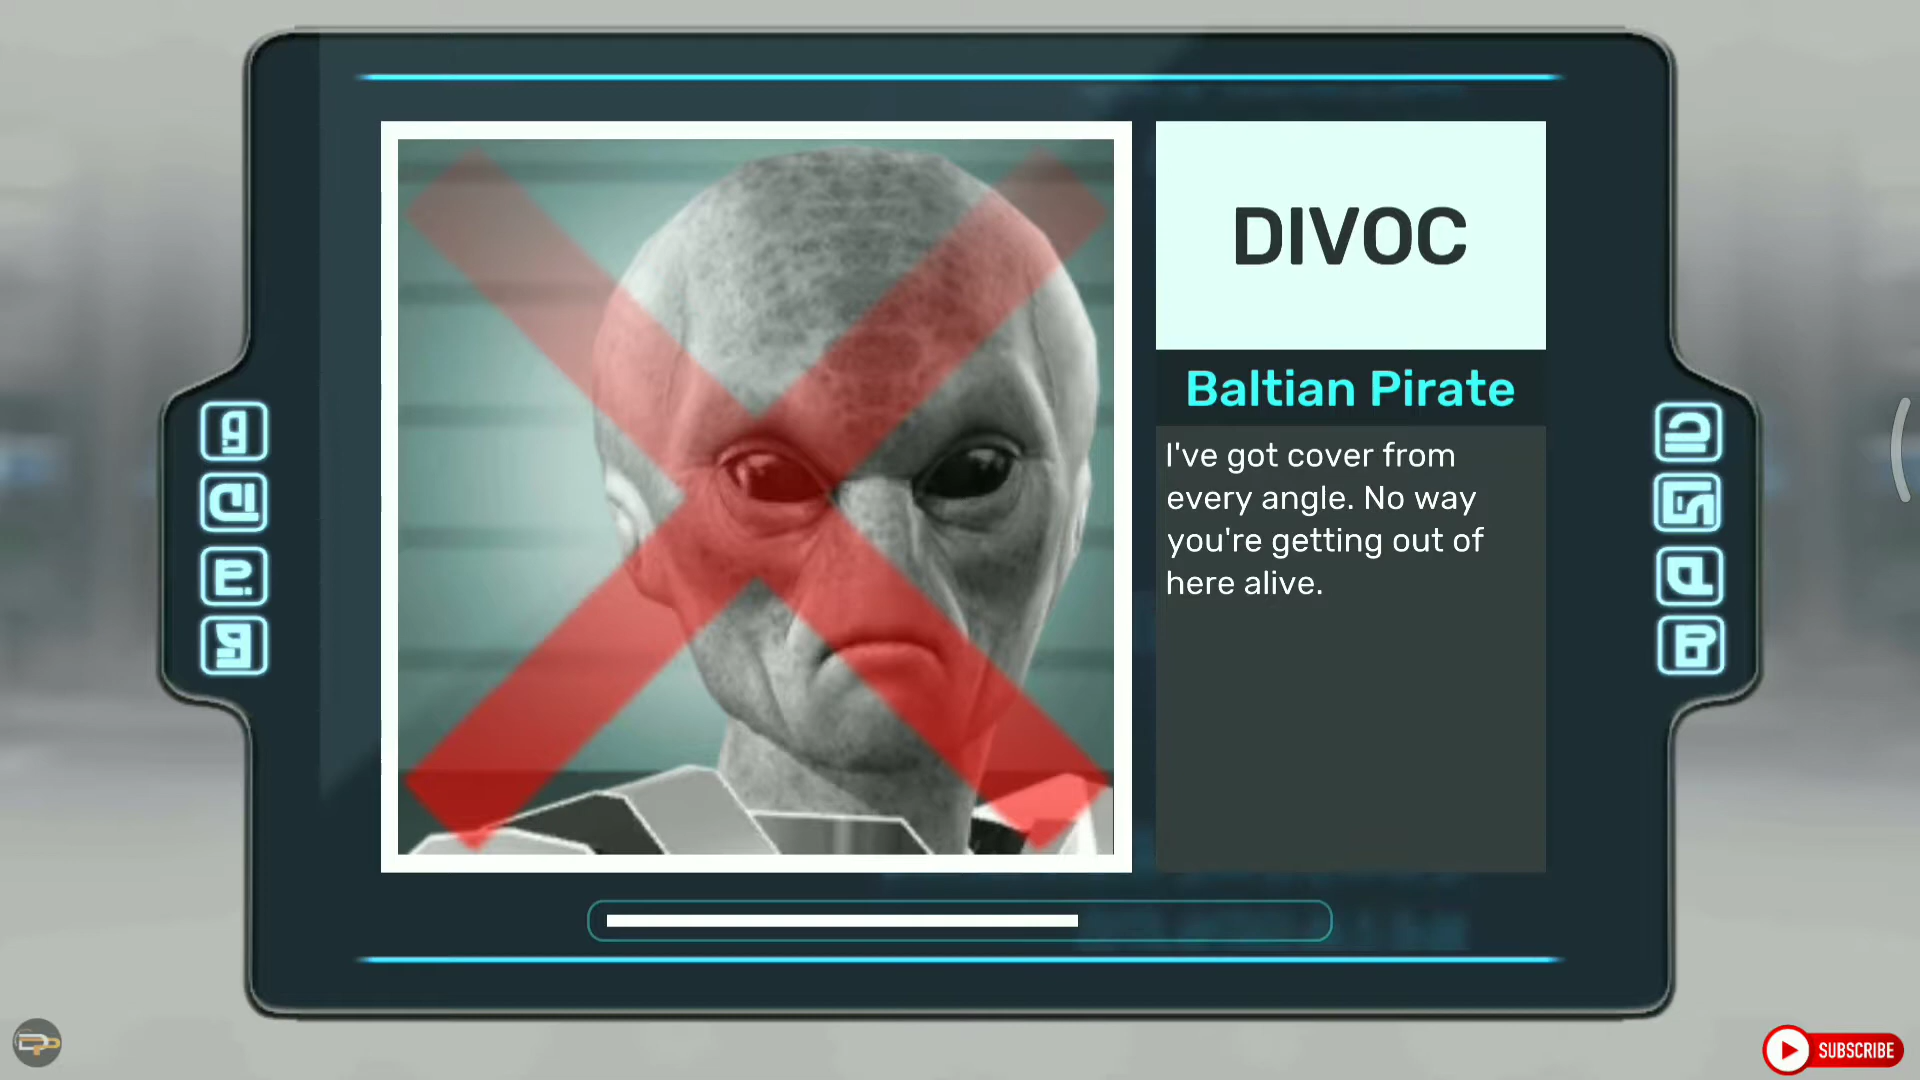 DIVOC
Baltian Pirate
I've got cover from
every angle. No way
you're getting out of
here alive.
SUBSCRIBE